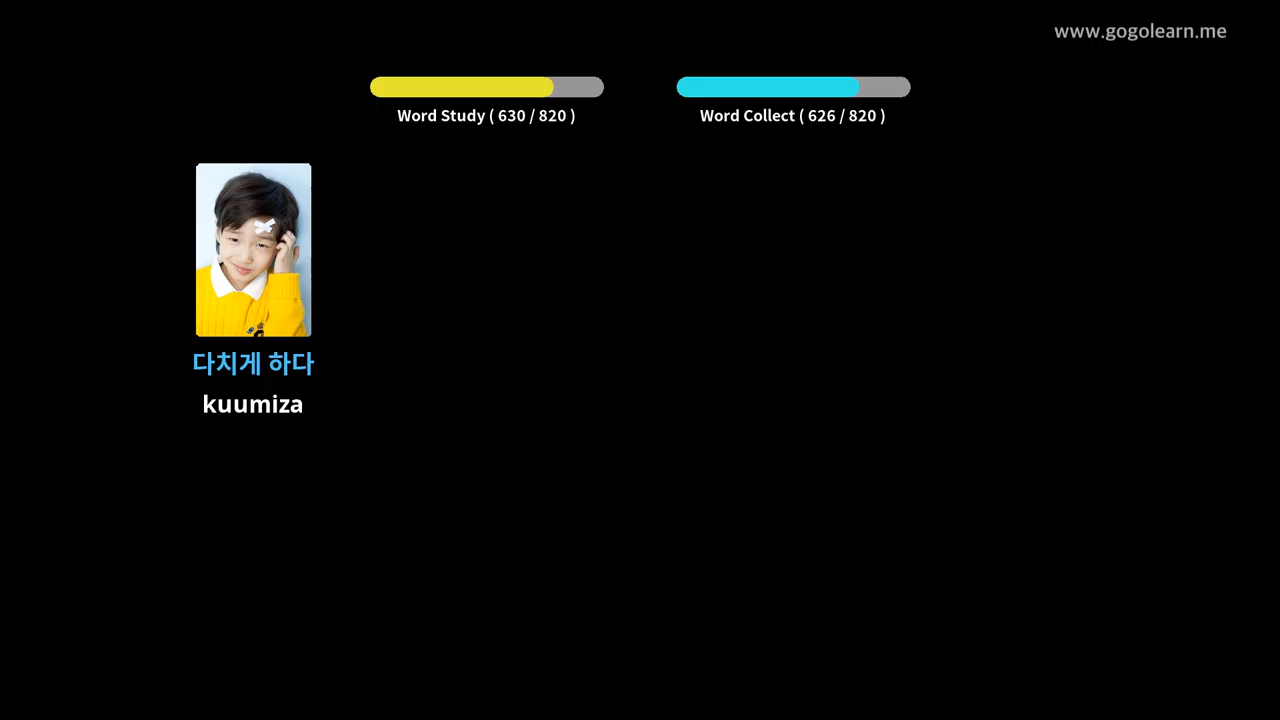 www.gogolearn.me
Word Study ( 630 / 820 )
Word Collect ( 626 / 820 )
다치게 하다
kuumiza